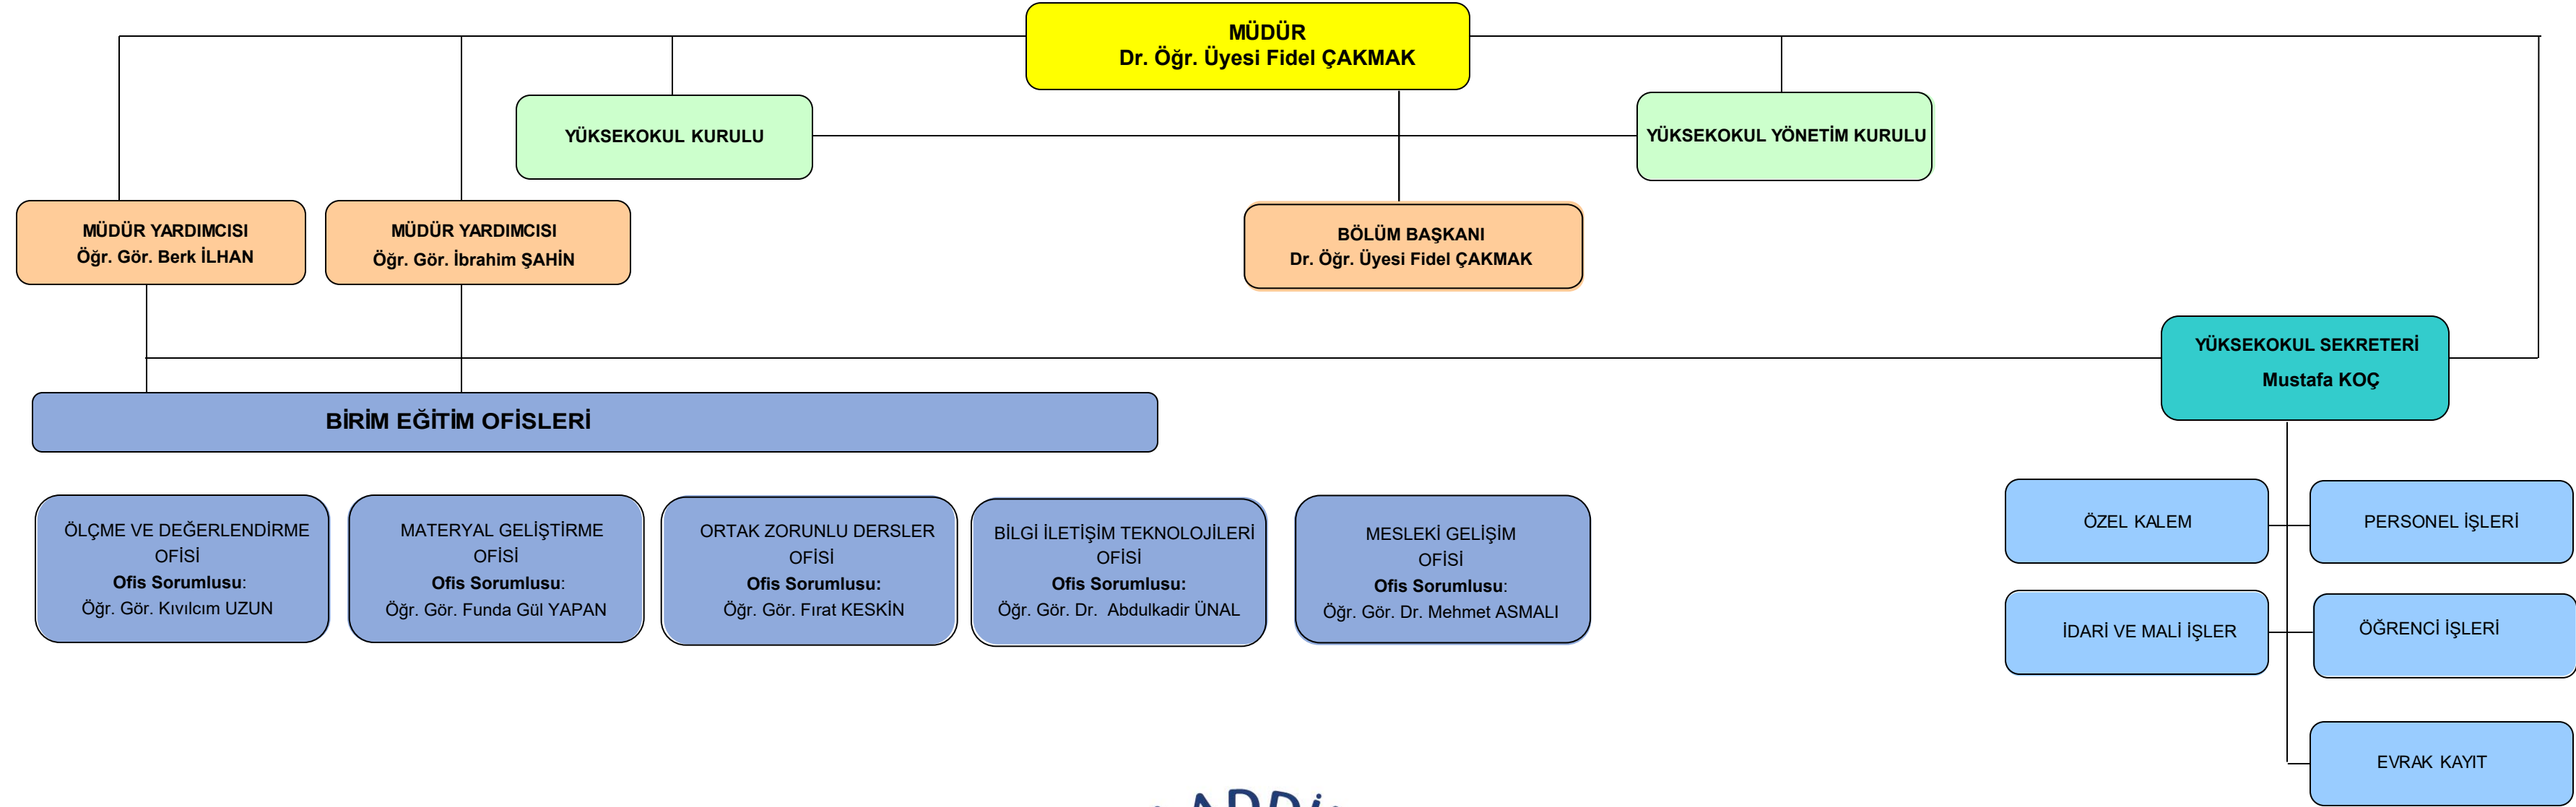 MÜDÜR
Dr. Öğr. Üyesi Fidel ÇAKMAK
YÜKSEKOKUL KURULU
YÜKSEKOKUL YÖNETİM KURULU
MÜDÜR YARDIMCISI
Öğr. Gör. Berk İLHAN
MÜDÜR YARDIMCISI
Öğr. Gör. İbrahim ŞAHİN
BÖLÜM BAŞKANI
Dr. Öğr. Üyesi Fidel ÇAKMAK
YÜKSEKOKUL SEKRETERİ
Mustafa KOÇ
BİRİM EĞİTİM OFİSLERİ
ÖLÇME VE DEĞERLENDİRME
OFİSİ
Ofis Sorumlusu:
Öğr. Gör. Kıvılcım UZUN
MATERYAL GELİŞTİRME
OFİSİ
Ofis Sorumlusu:
Öğr. Gör. Funda Gül YAPAN
ORTAK ZORUNLU DERSLER
OFİSİ
Ofis Sorumlusu:
Öğr. Gör. Fırat KESKİN
BİLGİ İLETİŞİM TEKNOLOJİLERİ
OFİSİ
Ofis Sorumlusu:
Öğr. Gör. Dr. Abdulkadir ÜNAL
MESLEKİ GELİŞİM
OFİSİ
Ofis Sorumlusu:
Öğr. Gör. Dr. Mehmet ASMALI
ÖZEL KALEM
PERSONEL İŞLERİ
İDARİ VE MALİ İŞLER
ÖĞRENCİ İŞLERİ
EVRAK KAYIT